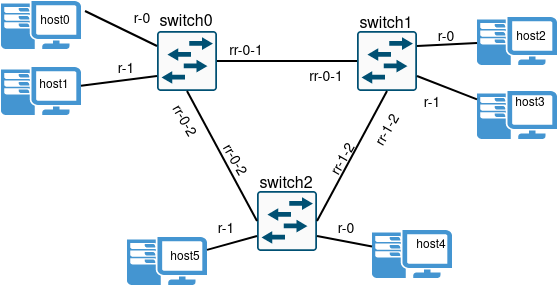 switch0
switch1
host0
r-0
r-0
host2
rr-0-1
r-1
rr-0-1
host1
r-1
host3
rr-0-2
rr-1-2
rr-0-2
rr-1-2
switch2
r-1
r-0
host5
host4